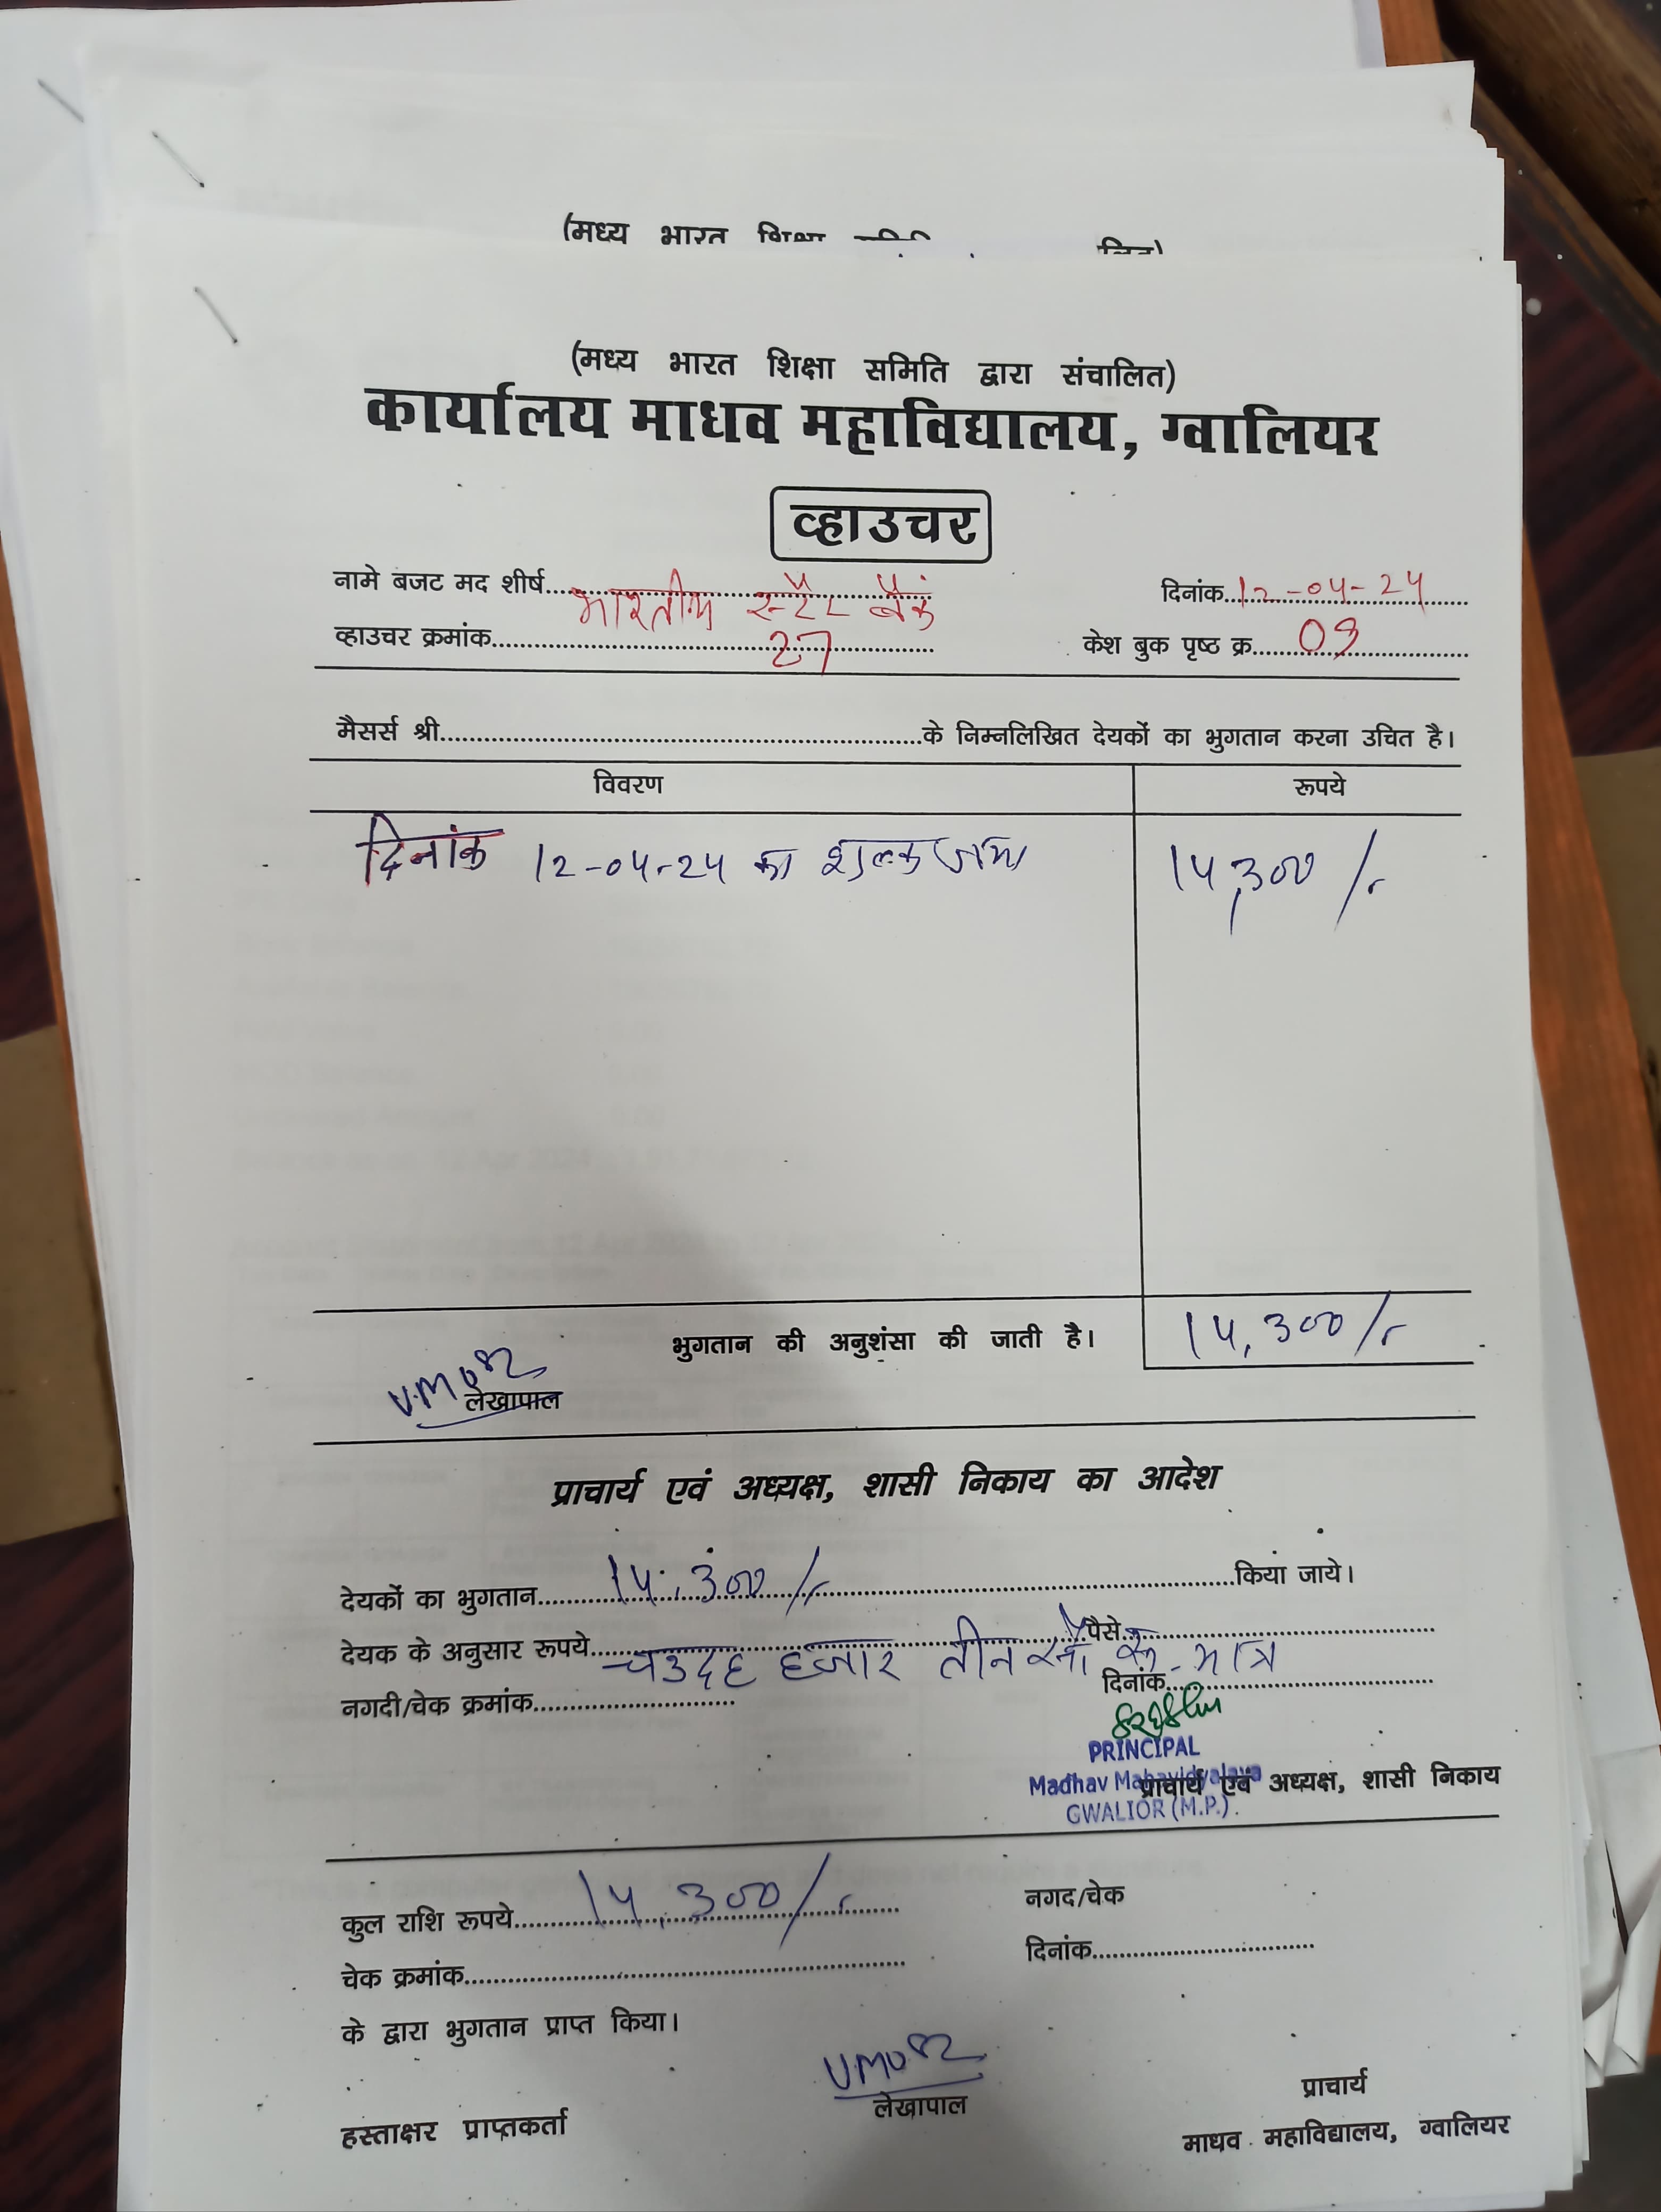 (मध्य भारत शिक्षा
(मध्य भारत शिक्षा समिति द्वारा संचालित)
कार्यालय माधव महाविद्यालय, ग्वालियर
व्हाउचर
नामे बजट मद शीर्ष भारतीय स्टैट बैंक दिनांक 12-04-24
व्हाउचर क्रमांक 27 केश बुक पृष्ठ क्र. 09
मैसर्स श्री के निम्नलिखित देयकों का भुगतान करना उचित है।
विवरण रूपये
दिनांक 12-04-24 का शुल्क जमा 14,300/-
भुगतान की अनुशंसा की जाती है। 14,300/-
लेखापाल
प्राचार्य एवं अध्यक्ष, शासी निकाय का आदेश
देयकों का भुगतान 14,300/- किया जाये।
देयक के अनुसार रूपये चउदह हजार तीन सौ रू. मात्र पैसे
नगदी/चेक क्रमांक दिनांक
PRINCIPAL
Madhav Mahavidyalaya
GWALIOR (M.P.)
प्राचार्य एवं अध्यक्ष, शासी निकाय
कुल राशि रूपये 14,300/- नगद/चेक
चेक क्रमांक दिनांक
के द्वारा भुगतान प्राप्त किया।
हस्ताक्षर प्राप्तकर्ता लेखापाल प्राचार्य
माधव महाविद्यालय, ग्वालियर